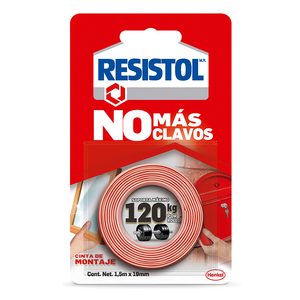 RESISTOL M.R.
NO MÁS
CLAVOS
SOPORTA MÁXIMO
120 kg
CINTA DE
MONTAJE
Cont. Net. 1,5m x 19mm
Henkel